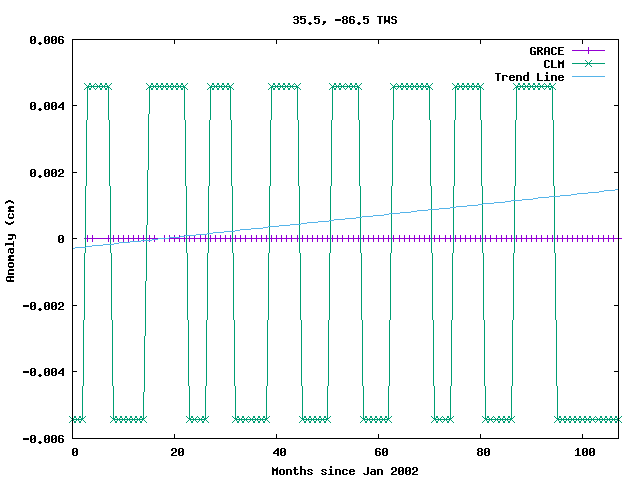 35.5, -86.5 TWS
GRACE
CLM
Trend Line
0.006
0.004
0.002
0
-0.002
-0.004
-0.006
Anomaly (cm)
0 20 40 60 80 100
Months since Jan 2002